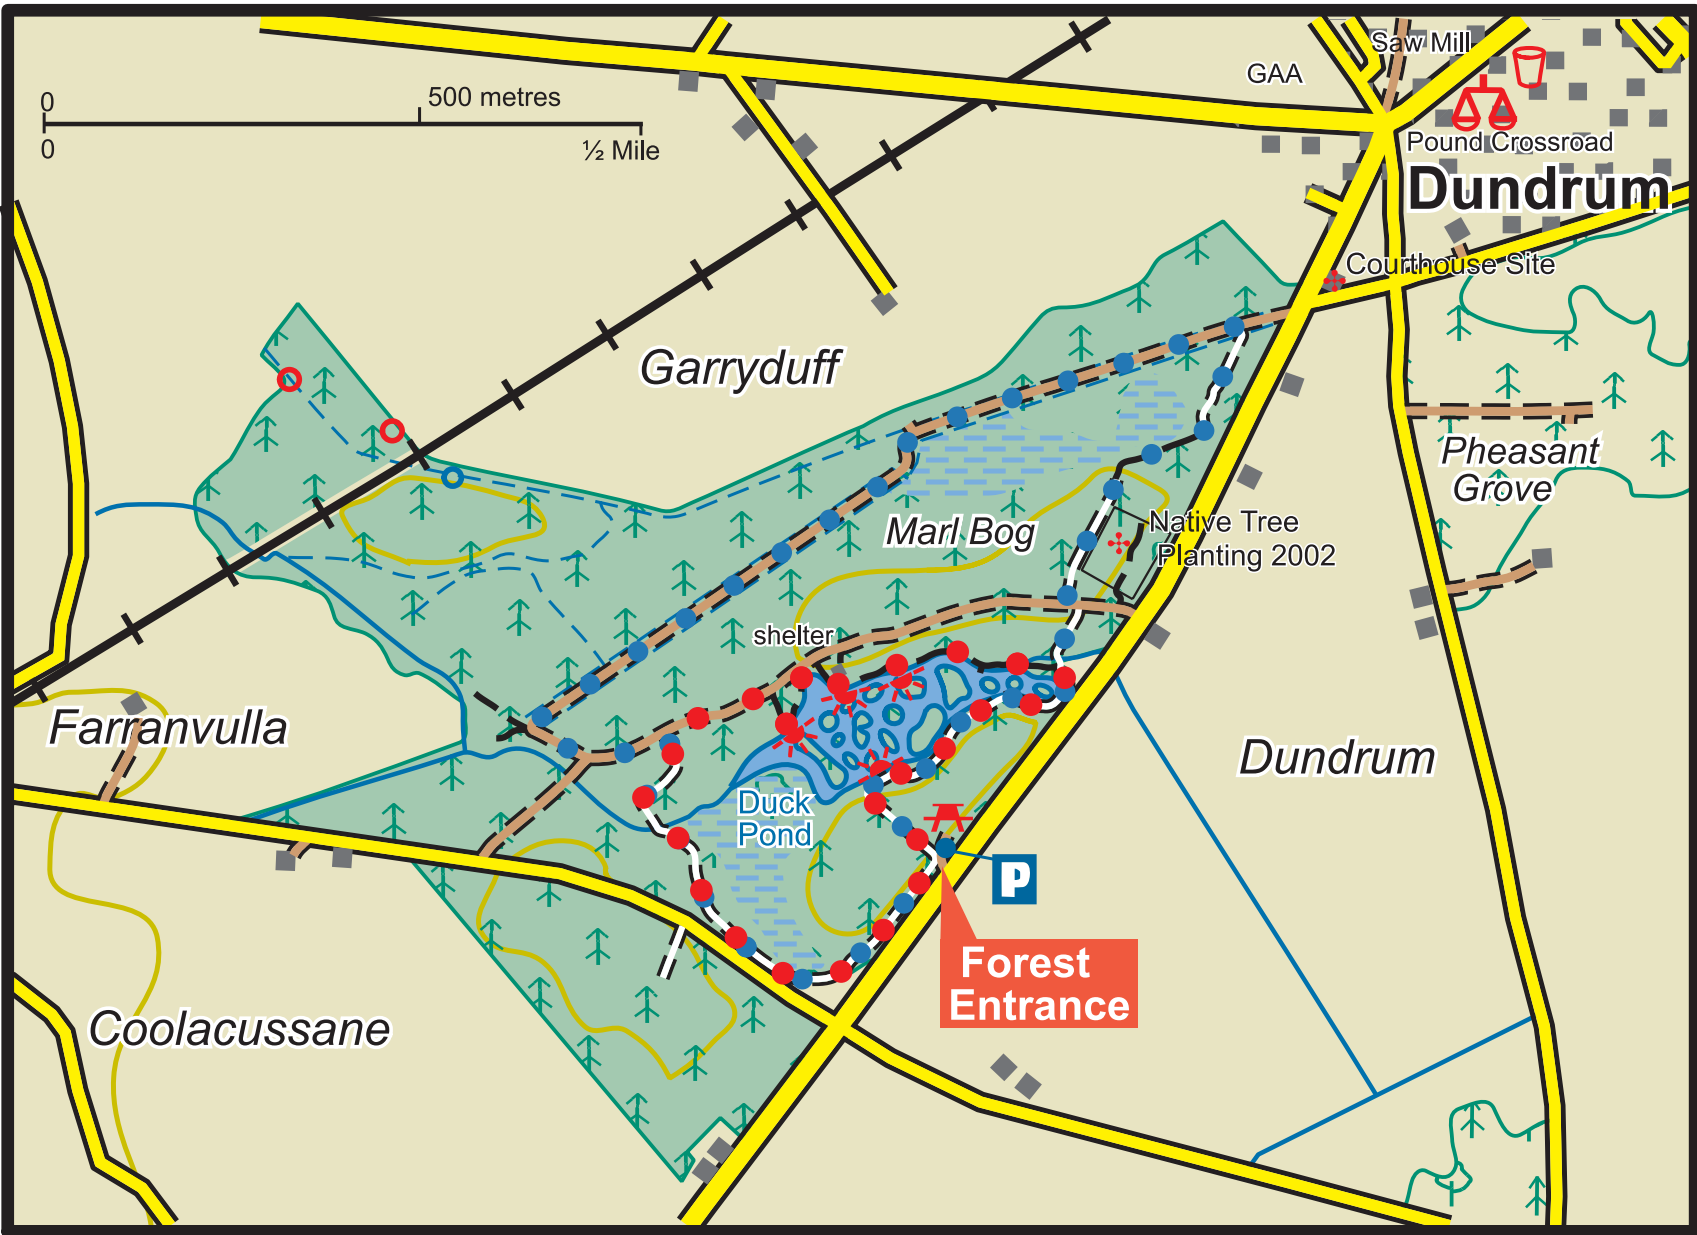 Saw Mill
GAA
0
500 metres
0
½ Mile
Pound Crossroad
Dundrum
Courthouse Site
Garryduff
Pheasant
Grove
Marl Bog
Native Tree
Planting 2002
shelter
Farranvulla
Dundrum
Duck
Pond
P
Forest
Entrance
Coolacussane